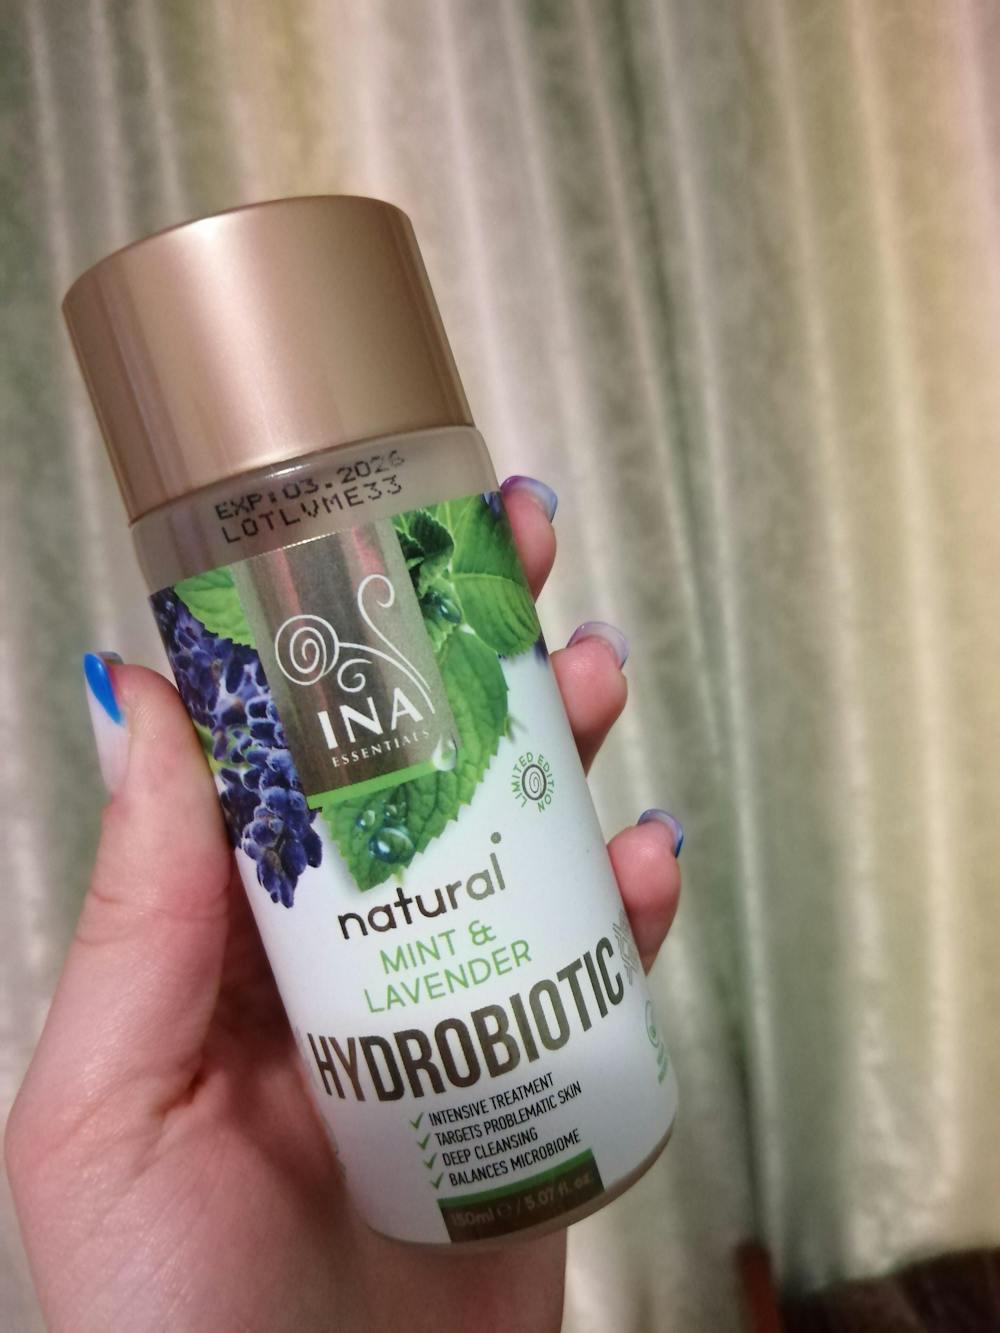 EXP:03.2026
LOTLVME33
INA
ESSENTIALS
LIMITED EDITION
natural
MINT &
LAVENDER
HYDROBIOTIC
✓ INTENSIVE TREATMENT
✓ TARGETS PROBLEMATIC SKIN
✓ DEEP CLEANSING
✓ BALANCES MICROBIOME
150ml ℮ / 5.07 fl. oz.